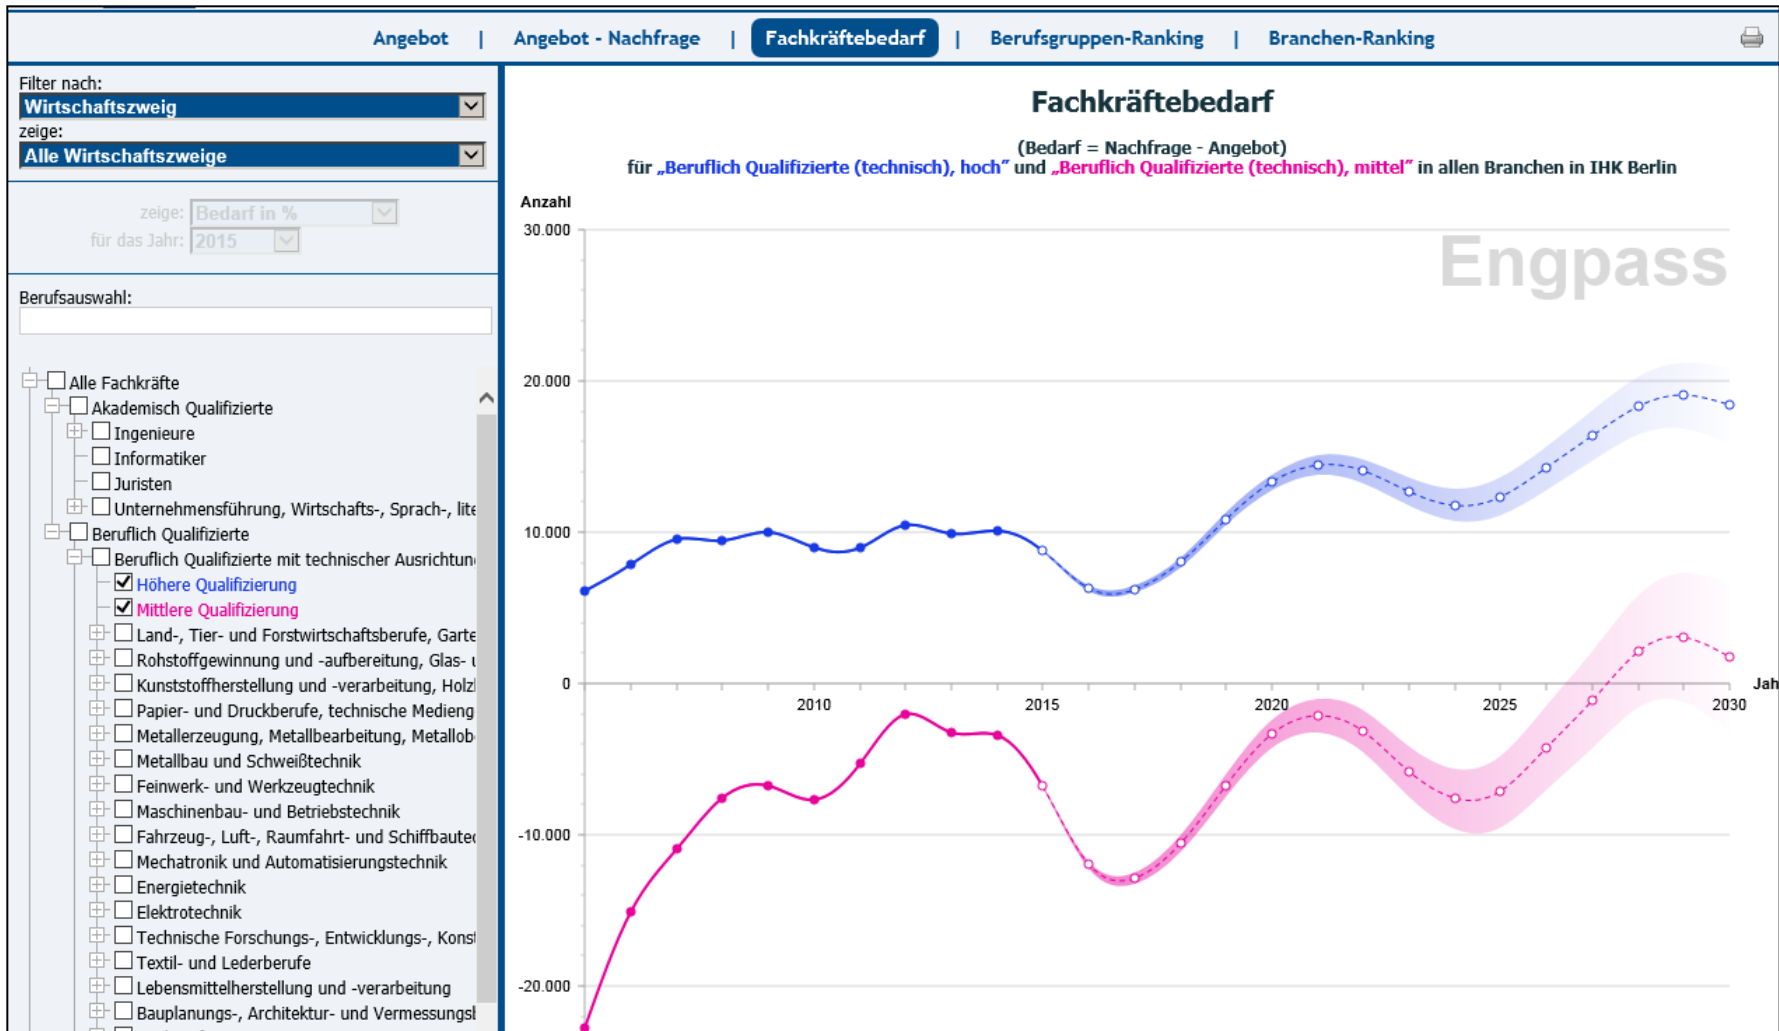 Angebot | Angebot - Nachfrage | Fachkräftebedarf | Berufsgruppen-Ranking | Branchen-Ranking
Filter nach:
Wirtschaftszweig
zeige:
Alle Wirtschaftszweige
zeige: Bedarf in %
für das Jahr: 2015
Berufsauswahl:
Alle Fachkräfte
Akademisch Qualifizierte
Ingenieure
Informatiker
Juristen
Unternehmensführung, Wirtschafts-, Sprach-, lite
Beruflich Qualifizierte
Beruflich Qualifizierte mit technischer Ausrichtun
Höhere Qualifizierung
Mittlere Qualifizierung
Land-, Tier- und Forstwirtschaftsberufe, Garte
Rohstoffgewinnung und -aufbereitung, Glas-
Kunststoffherstellung und -verarbeitung, Holz
Papier- und Druckberufe, technische Medieng
Metallerzeugung, Metallbearbeitung, Metallob
Metallbau und Schweißtechnik
Feinwerk- und Werkzeugtechnik
Maschinenbau- und Betriebstechnik
Fahrzeug-, Luft-, Raumfahrt- und Schiffbautec
Mechatronik und Automatisierungstechnik
Energietechnik
Elektrotechnik
Technische Forschungs-, Entwicklungs-, Konst
Textil- und Lederberufe
Lebensmittelherstellung und -verarbeitung
Bauplanungs-, Architektur- und Vermessungsl
Fachkräftebedarf
(Bedarf = Nachfrage - Angebot)
für „Beruflich Qualifizierte (technisch), hoch" und „Beruflich Qualifizierte (technisch), mittel" in allen Branchen in IHK Berlin
Anzahl
30.000
Engpass
20.000
10.000
0
Jah
2010 2015 2020 2025 2030
-10.000
-20.000